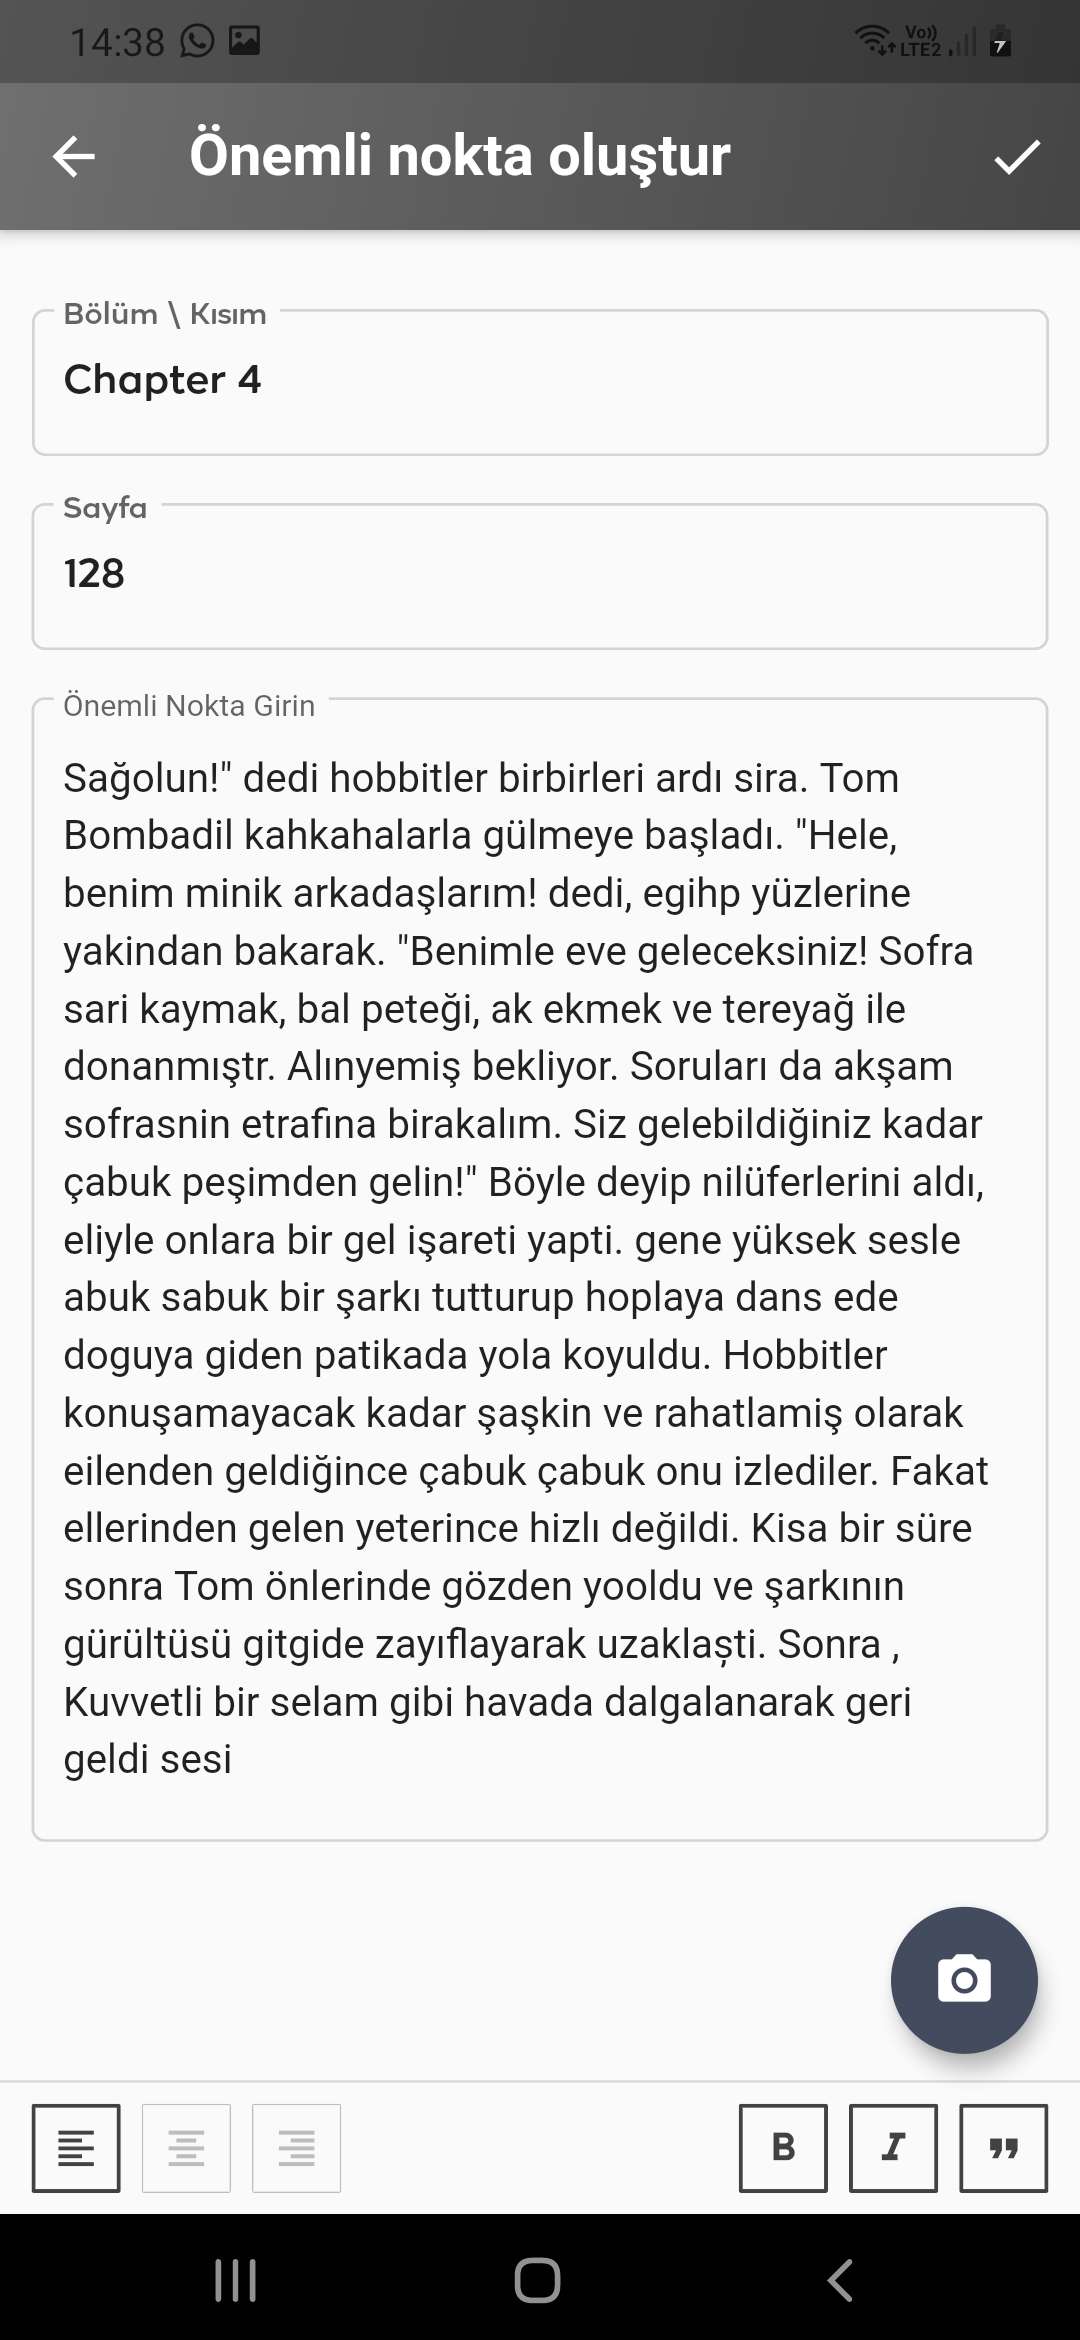 14:38
Vo))
LTE2
Önemli nokta oluştur
Bölüm \ Kısım
Chapter 4
Sayfa
128
Önemli Nokta Girin
Sağolun!" dedi hobbitler birbirleri ardı sira. Tom
Bombadil kahkahalarla gülmeye başladı. "Hele,
benim minik arkadaşlarım! dedi, egihp yüzlerine
yakindan bakarak. "Benimle eve geleceksiniz! Sofra
sari kaymak, bal peteği, ak ekmek ve tereyağ ile
donanmıştr. Alınyemiş bekliyor. Soruları da akşam
sofrasnin etrafina birakalım. Siz gelebildiğiniz kadar
çabuk peşimden gelin!" Böyle deyip nilüferlerini aldı,
eliyle onlara bir gel işareti yapti. gene yüksek sesle
abuk sabuk bir şarkı tutturup hoplaya dans ede
doguya giden patikada yola koyuldu. Hobbitler
konuşamayacak kadar şaşkin ve rahatlamiş olarak
eilenden geldiğince çabuk çabuk onu izlediler. Fakat
ellerinden gelen yeterince hizlı değildi. Kisa bir süre
sonra Tom önlerinde gözden yooldu ve şarkının
gürültüsü gitgide zayıflayarak uzaklaști. Sonra ,
Kuvvetli bir selam gibi havada dalgalanarak geri
geldi sesi
B I